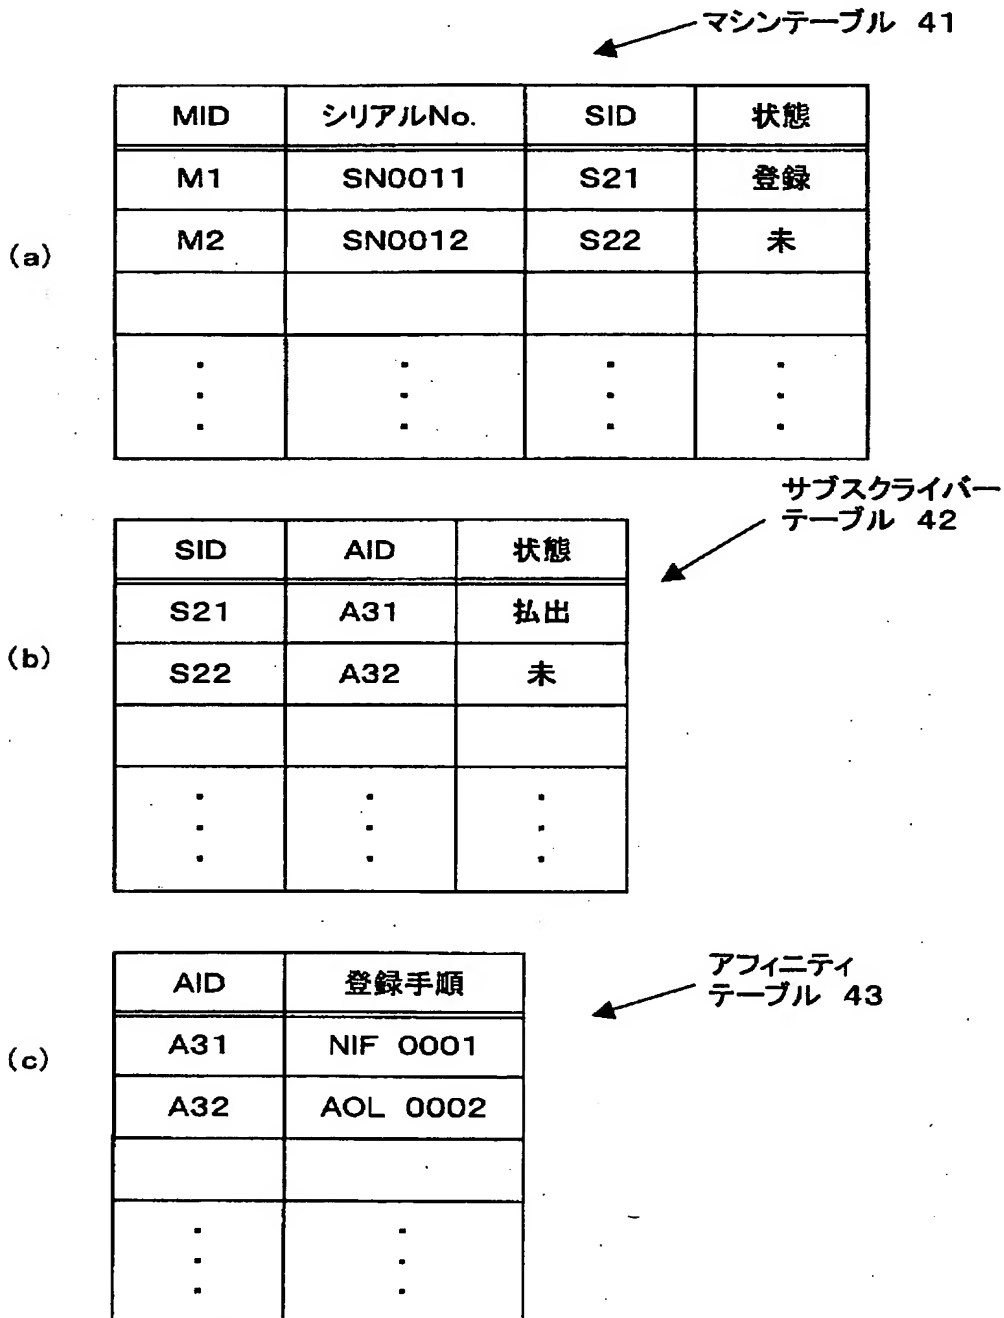 マシンテーブル 41
(a)
MID シリアルNo. SID 状態
M1 SN0011 S21 登録
M2 SN0012 S22 未
サブスクライバー
テーブル 42
(b)
SID AID 状態
S21 A31 払出
S22 A32 未
アフィニティ
テーブル 43
(c)
AID 登録手順
A31 NIF 0001
A32 AOL 0002